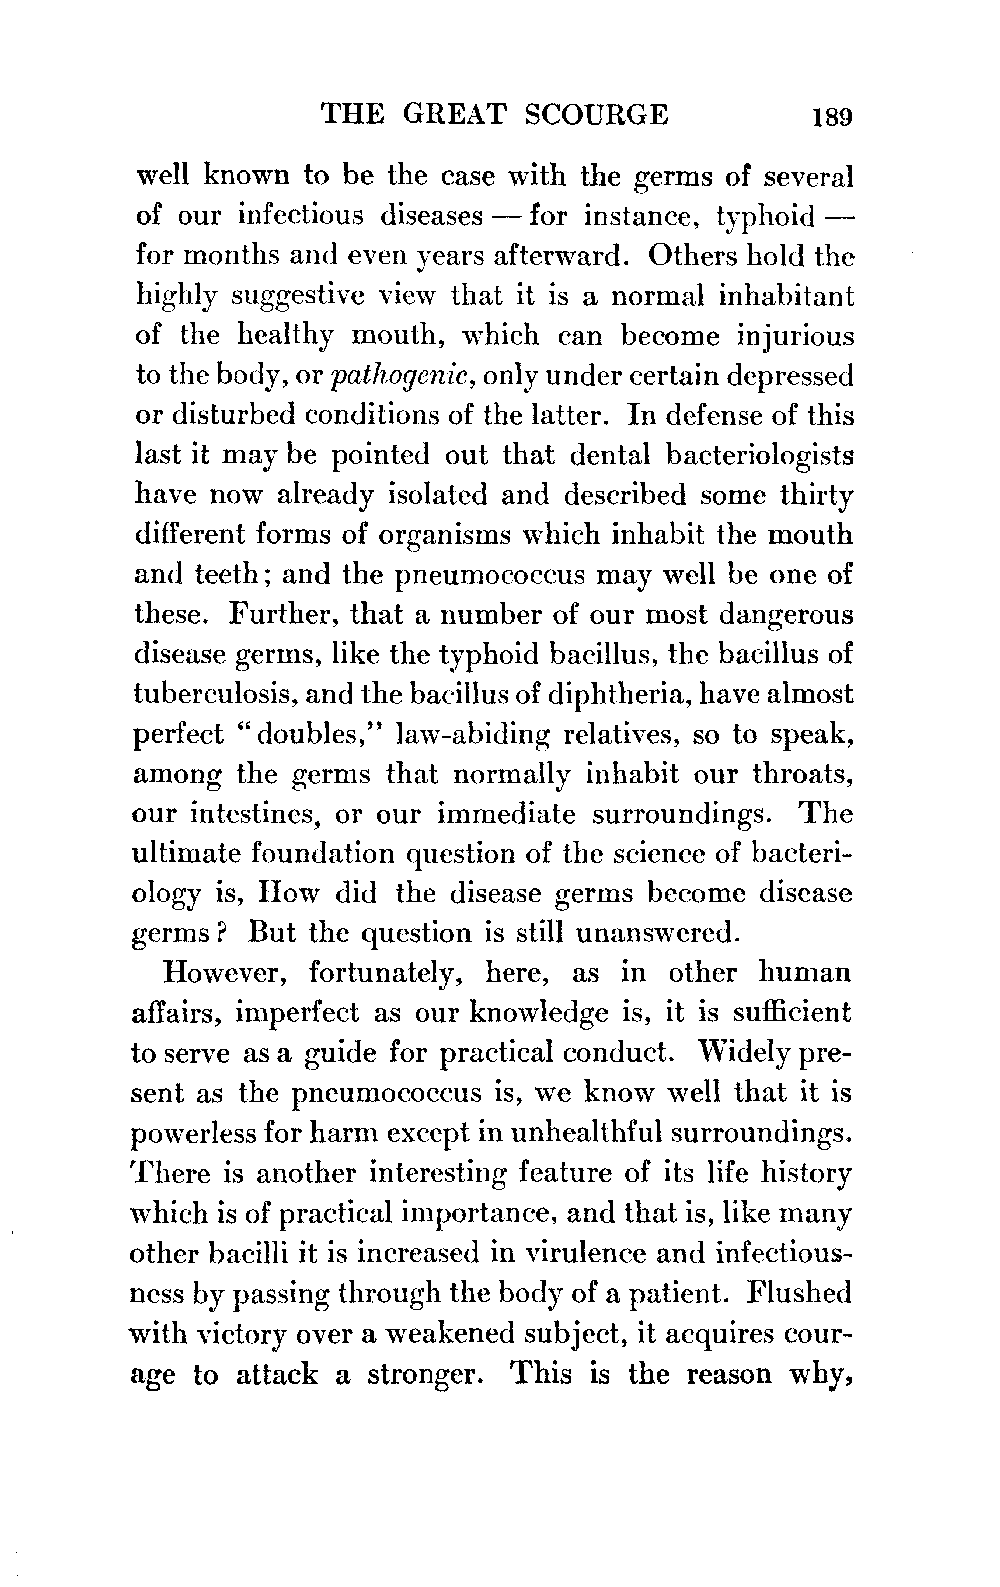 THE GREAT SCOURGE 189
well known to be the case with the germs of several
of our infectious diseases — for instance, typhoid —
for months and even years afterward. Others hold the
highly suggestive view that it is a normal inhabitant
of the healthy mouth, which can become injurious
to the body, or pathogenic, only under certain depressed
or disturbed conditions of the latter. In defense of this
last it may be pointed out that dental bacteriologists
have now already isolated and described some thirty
different forms of organisms which inhabit the mouth
and teeth; and the pneumococcus may well be one of
these. Further, that a number of our most dangerous
disease germs, like the typhoid bacillus, the bacillus of
tuberculosis, and the bacillus of diphtheria, have almost
perfect "doubles," law-abiding relatives, so to speak,
among the germs that normally inhabit our throats,
our intestines, or our immediate surroundings. The
ultimate foundation question of the science of bacteri-
ology is, How did the disease germs become disease
germs? But the question is still unanswered.
However, fortunately, here, as in other human
affairs, imperfect as our knowledge is, it is sufficient
to serve as a guide for practical conduct. Widely pre-
sent as the pneumococcus is, we know well that it is
powerless for harm except in unhealthful surroundings.
There is another interesting feature of its life history
which is of practical importance, and that is, like many
other bacilli it is increased in virulence and infectious-
ness by passing through the body of a patient. Flushed
with victory over a weakened subject, it acquires cour-
age to attack a stronger. This is the reason why,